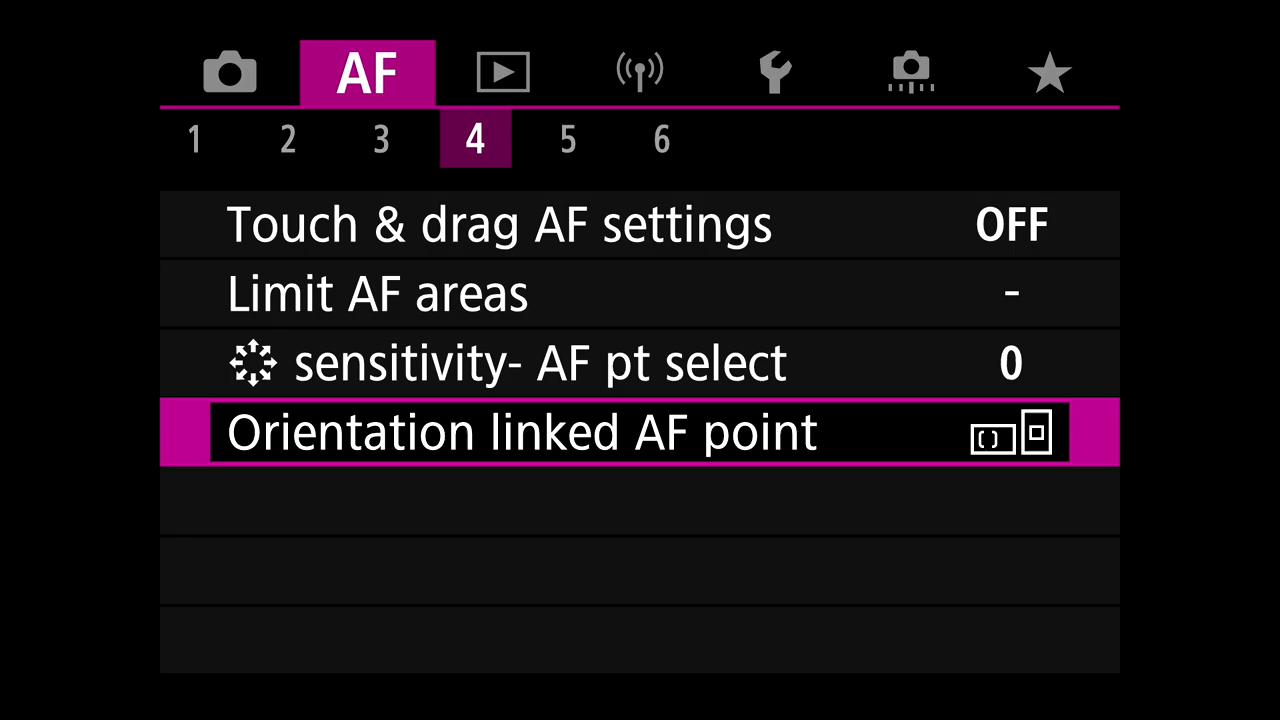 AF
1 2 3 4 5 6
Touch & drag AF settings OFF
Limit AF areas -
sensitivity- AF pt select 0
Orientation linked AF point